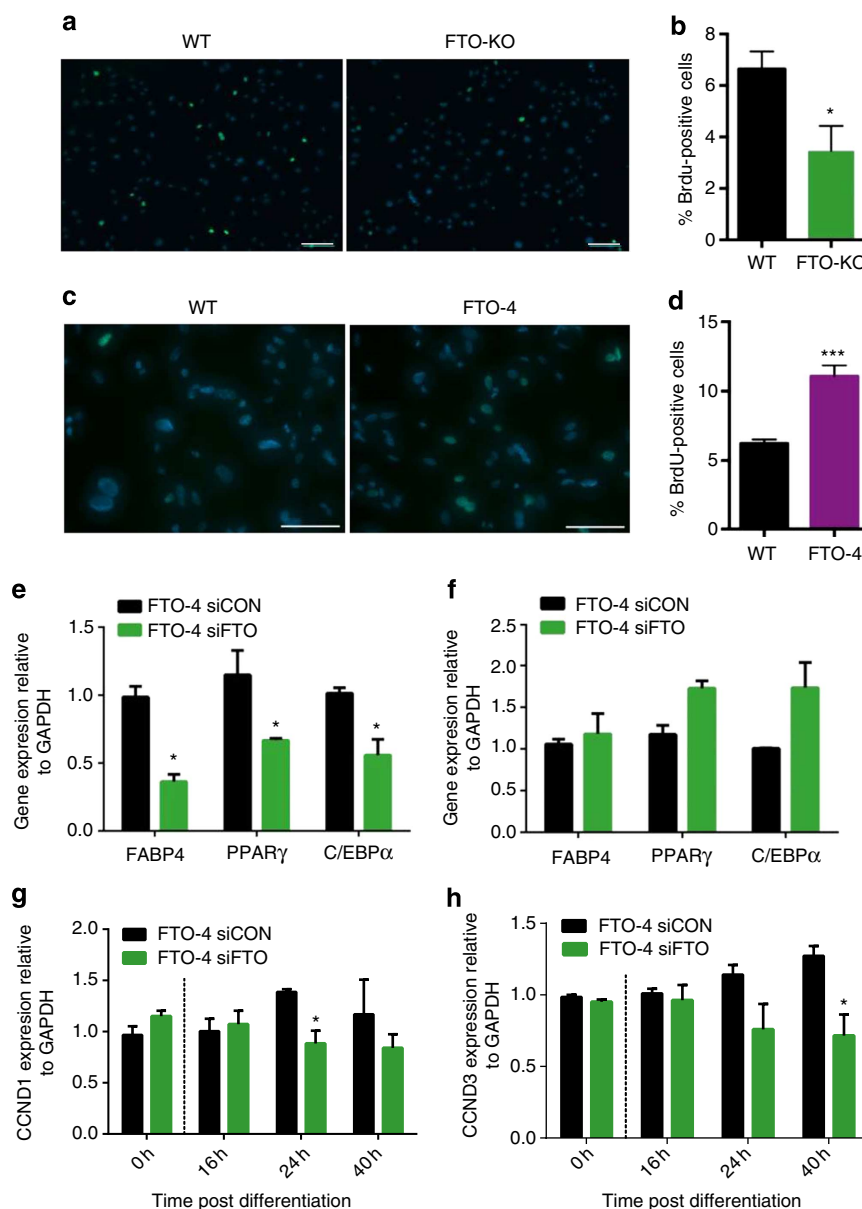 a
WT
FTO-KO
b
% Brdu-positive cells
8
6
4
2
0
*
WT
FTO-KO
c
WT
FTO-4
d
% BrdU-positive cells
15
10
5
0
***
WT
FTO-4
e
FTO-4 siCON
FTO-4 siFTO
Gene expresion relative
to GAPDH
1.0
0.5
0.0
*
*
*
FABP4
PPARγ
C/EBPα
f
FTO-4 siCON
FTO-4 siFTO
Gene expresion relative
to GAPDH
2.0
1.5
1.0
0.5
0.0
FABP4
PPARγ
C/EBPα
g
FTO-4 siCON
FTO-4 siFTO
CCND1 expression relative
to GAPDH
2.0
1.5
1.0
0.5
0.0
*
0h
16h
24h
40h
Time post differentiation
h
FTO-4 siCON
FTO-4 siFTO
CCND3 expression relative
to GAPDH
1.5
1.0
0.5
0.0
*
0h
16h
24h
40h
Time post differentiation